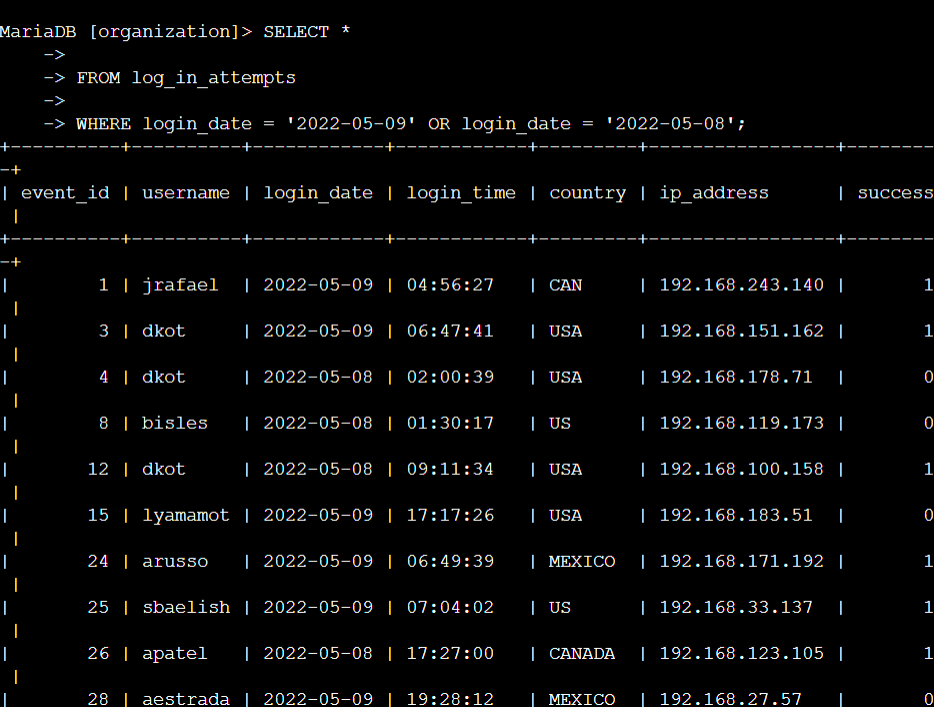 MariaDB [organization]> SELECT *
    ->
    -> FROM log_in_attempts
    ->
    -> WHERE login_date = '2022-05-09' OR login_date = '2022-05-08';
+----------+----------+------------+------------+---------+-----------------+--------
-+
| event_id | username | login_date | login_time | country | ip_address      | success
 |
+----------+----------+------------+------------+---------+-----------------+--------
-+
|        1 | jrafael  | 2022-05-09 | 04:56:27   | CAN     | 192.168.243.140 |       1
 |
|        3 | dkot     | 2022-05-09 | 06:47:41   | USA     | 192.168.151.162 |       1
 |
|        4 | dkot     | 2022-05-08 | 02:00:39   | USA     | 192.168.178.71  |       0
 |
|        8 | bisles   | 2022-05-08 | 01:30:17   | US      | 192.168.119.173 |       0
 |
|       12 | dkot     | 2022-05-08 | 09:11:34   | USA     | 192.168.100.158 |       1
 |
|       15 | lyamamot | 2022-05-09 | 17:17:26   | USA     | 192.168.183.51  |       0
 |
|       24 | arusso   | 2022-05-09 | 06:49:39   | MEXICO  | 192.168.171.192 |       1
 |
|       25 | sbaelish | 2022-05-09 | 07:04:02   | US      | 192.168.33.137  |       1
 |
|       26 | apatel   | 2022-05-08 | 17:27:00   | CANADA  | 192.168.123.105 |       1
 |
|       28 | aestrada | 2022-05-09 | 19:28:12   | MEXICO  | 192.168.27.57   |       0